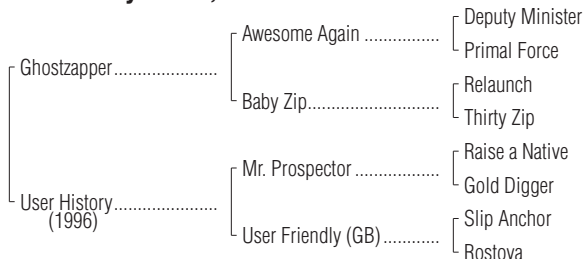 Deputy Minister
Awesome Again ................
Primal Force
Ghostzapper......................
Relaunch
Baby Zip............................
Thirty Zip
Raise a Native
Mr. Prospector ..................
Gold Digger
User History......................
(1996)
Slip Anchor
User Friendly (GB)............
Rostova